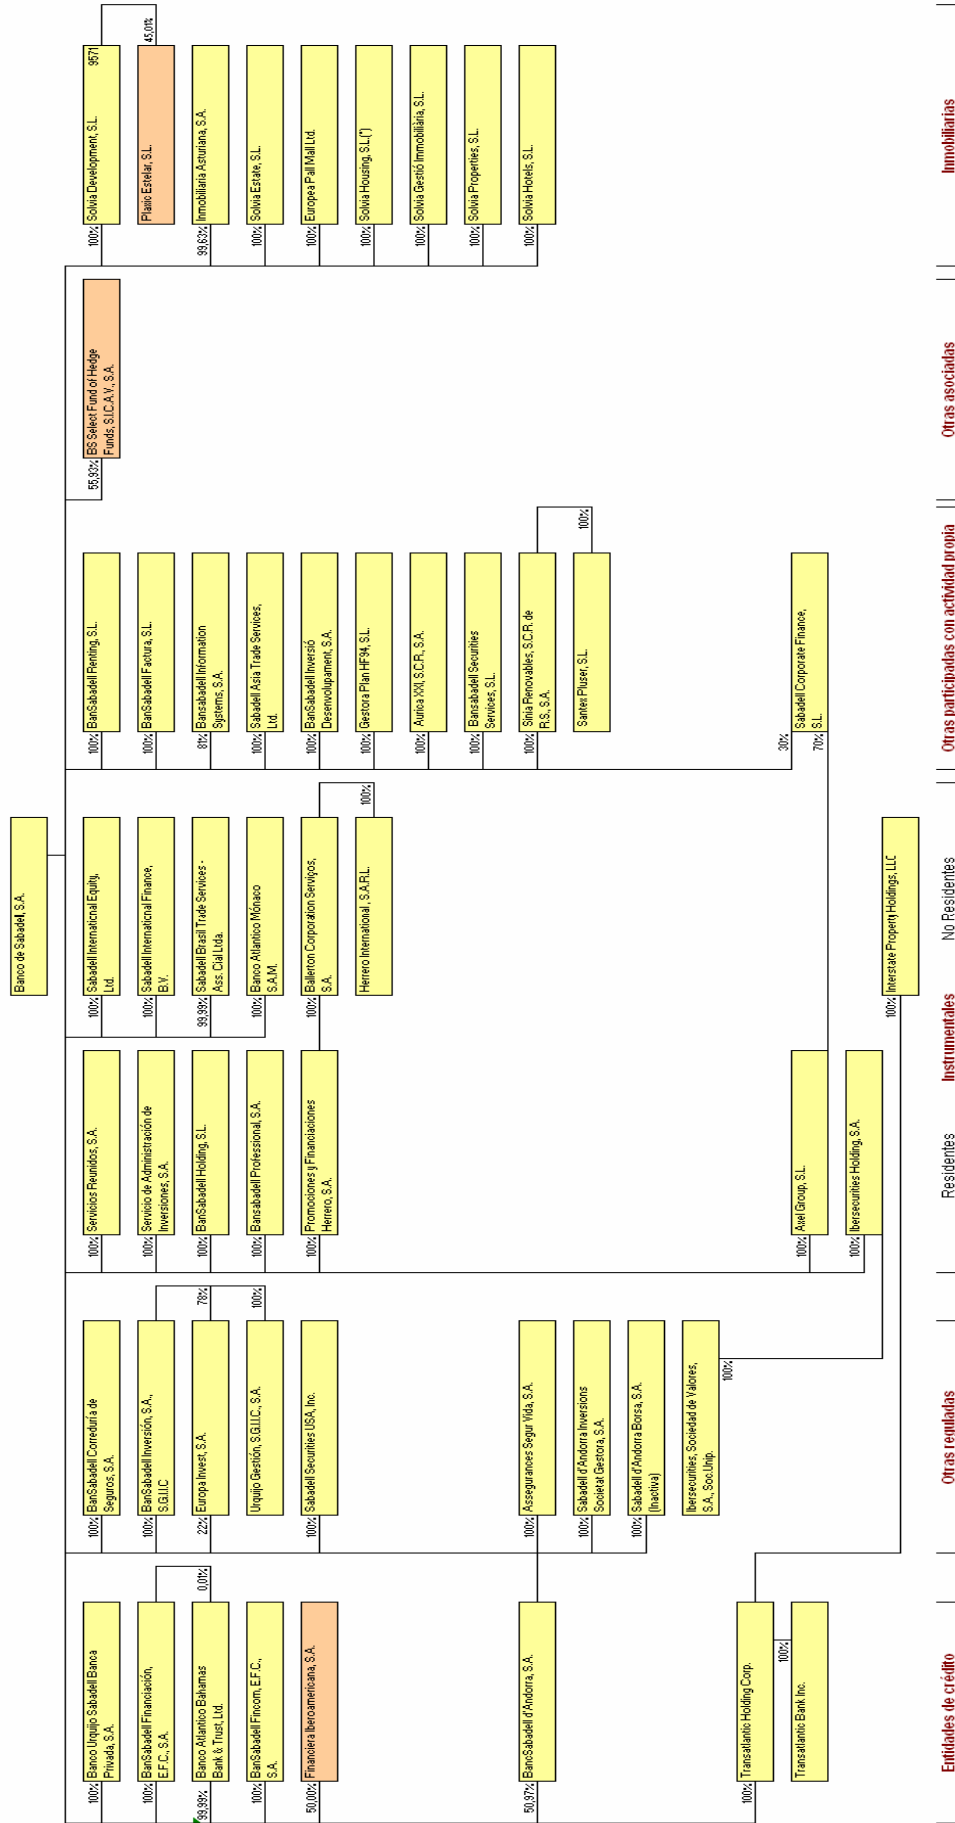 Banco de Sabadell, S.A.
100% Banco Urquijo Sabadell Banca
Privada, S.A.
100% BanSabadell Financiación,
E.F.C., S.A.
0,01%
99,99% Banco Atlantico Bahamas
Bank & Trust, Ltd.
100% BanSabadell Fincom, E.F.C.,
S.A.
50,00% Financiera Iberoamericana, S.A.
50,97% BancSabadell d'Andorra, S.A.
100% Transatlantic Holding Corp.
100%
Transatlantic Bank Inc.
Entidades de crédito
100% BanSabadell Correduría de
Seguros, S.A.
100% BanSabadell Inversión, S.A.,
S.G.I.I.C
78%
22% Europa Invest, S.A.
100%
Urquijo Gestión, S.G.I.I.C., S.A.
100% Sabadell Securities USA, Inc.
100% Assegurances Segur Vida, S.A.
100% Sabadell d'Andorra Inversions
Societat Gestora, S.A.
100% Sabadell d'Andorra Borsa, S.A.
(Inactiva)
Ibersecurities, Sociedad de Valores,
S.A., Soc.Unip.
100%
Otras reguladas
100% Servicios Reunidos, S.A.
100% Servicio de Administración de
Inversiones, S.A.
100% BanSabadell Holding, S.L.
100% Bansabadell Professional, S.A.
100% Promociones y Financiaciones
Herrero, S.A.
100% Axel Group, S.L.
100% Ibersecurities Holding, S.A.
Residentes
Instrumentales
100% Sabadell International Equity,
Ltd.
100% Sabadell International Finance,
B.V.
99,99% Sabadell Brasil Trade Services -
Ass. Cial Ltda.
100% Banco Atlantico Mónaco
S.A.M.
100% Ballerton Corporation Serviços,
S.A.
100%
Herrero International, S.A.R.L.
100% Interstate Property Holdings, LLC
No Residentes
100% BanSabadell Renting, S.L.
100% BanSabadell Factura, S.L.
81% Bansabadell Information
Systems, S.A.
100% Sabadell Asia Trade Services,
Ltd.
100% BanSabadell Inversió
Desenvolupament, S.A.
100% Gestora Plan HF94, S.L.
100% Aurica XXI, S.C.R., S.A.
100% Bansabadell Securities
Services, S.L.
100% Sinia Renovables, S.C.R. de
R.S., S.A.
100%
Santex Pluser, S.L.
30% Sabadell Corporate Finance,
70% S.L.
Otras participadas con actividad propia
55,93% BS Select Fund of Hedge
Funds, S.I.C.A.V., S.A.
Otras asociadas
100% Solvia Development, S.L. 9571
45,01%
Plaxic Estelar, S.L.
99,63% Inmobiliaria Asturiana, S.A.
100% Solvia Estate, S.L.
100% Europea Pall Mall Ltd.
100% Solvia Housing, S.L.(*)
100% Solvia Gestió Immobiliària, S.L.
100% Solvia Properties, S.L.
100% Solvia Hotels, S.L.
Inmobiliarias